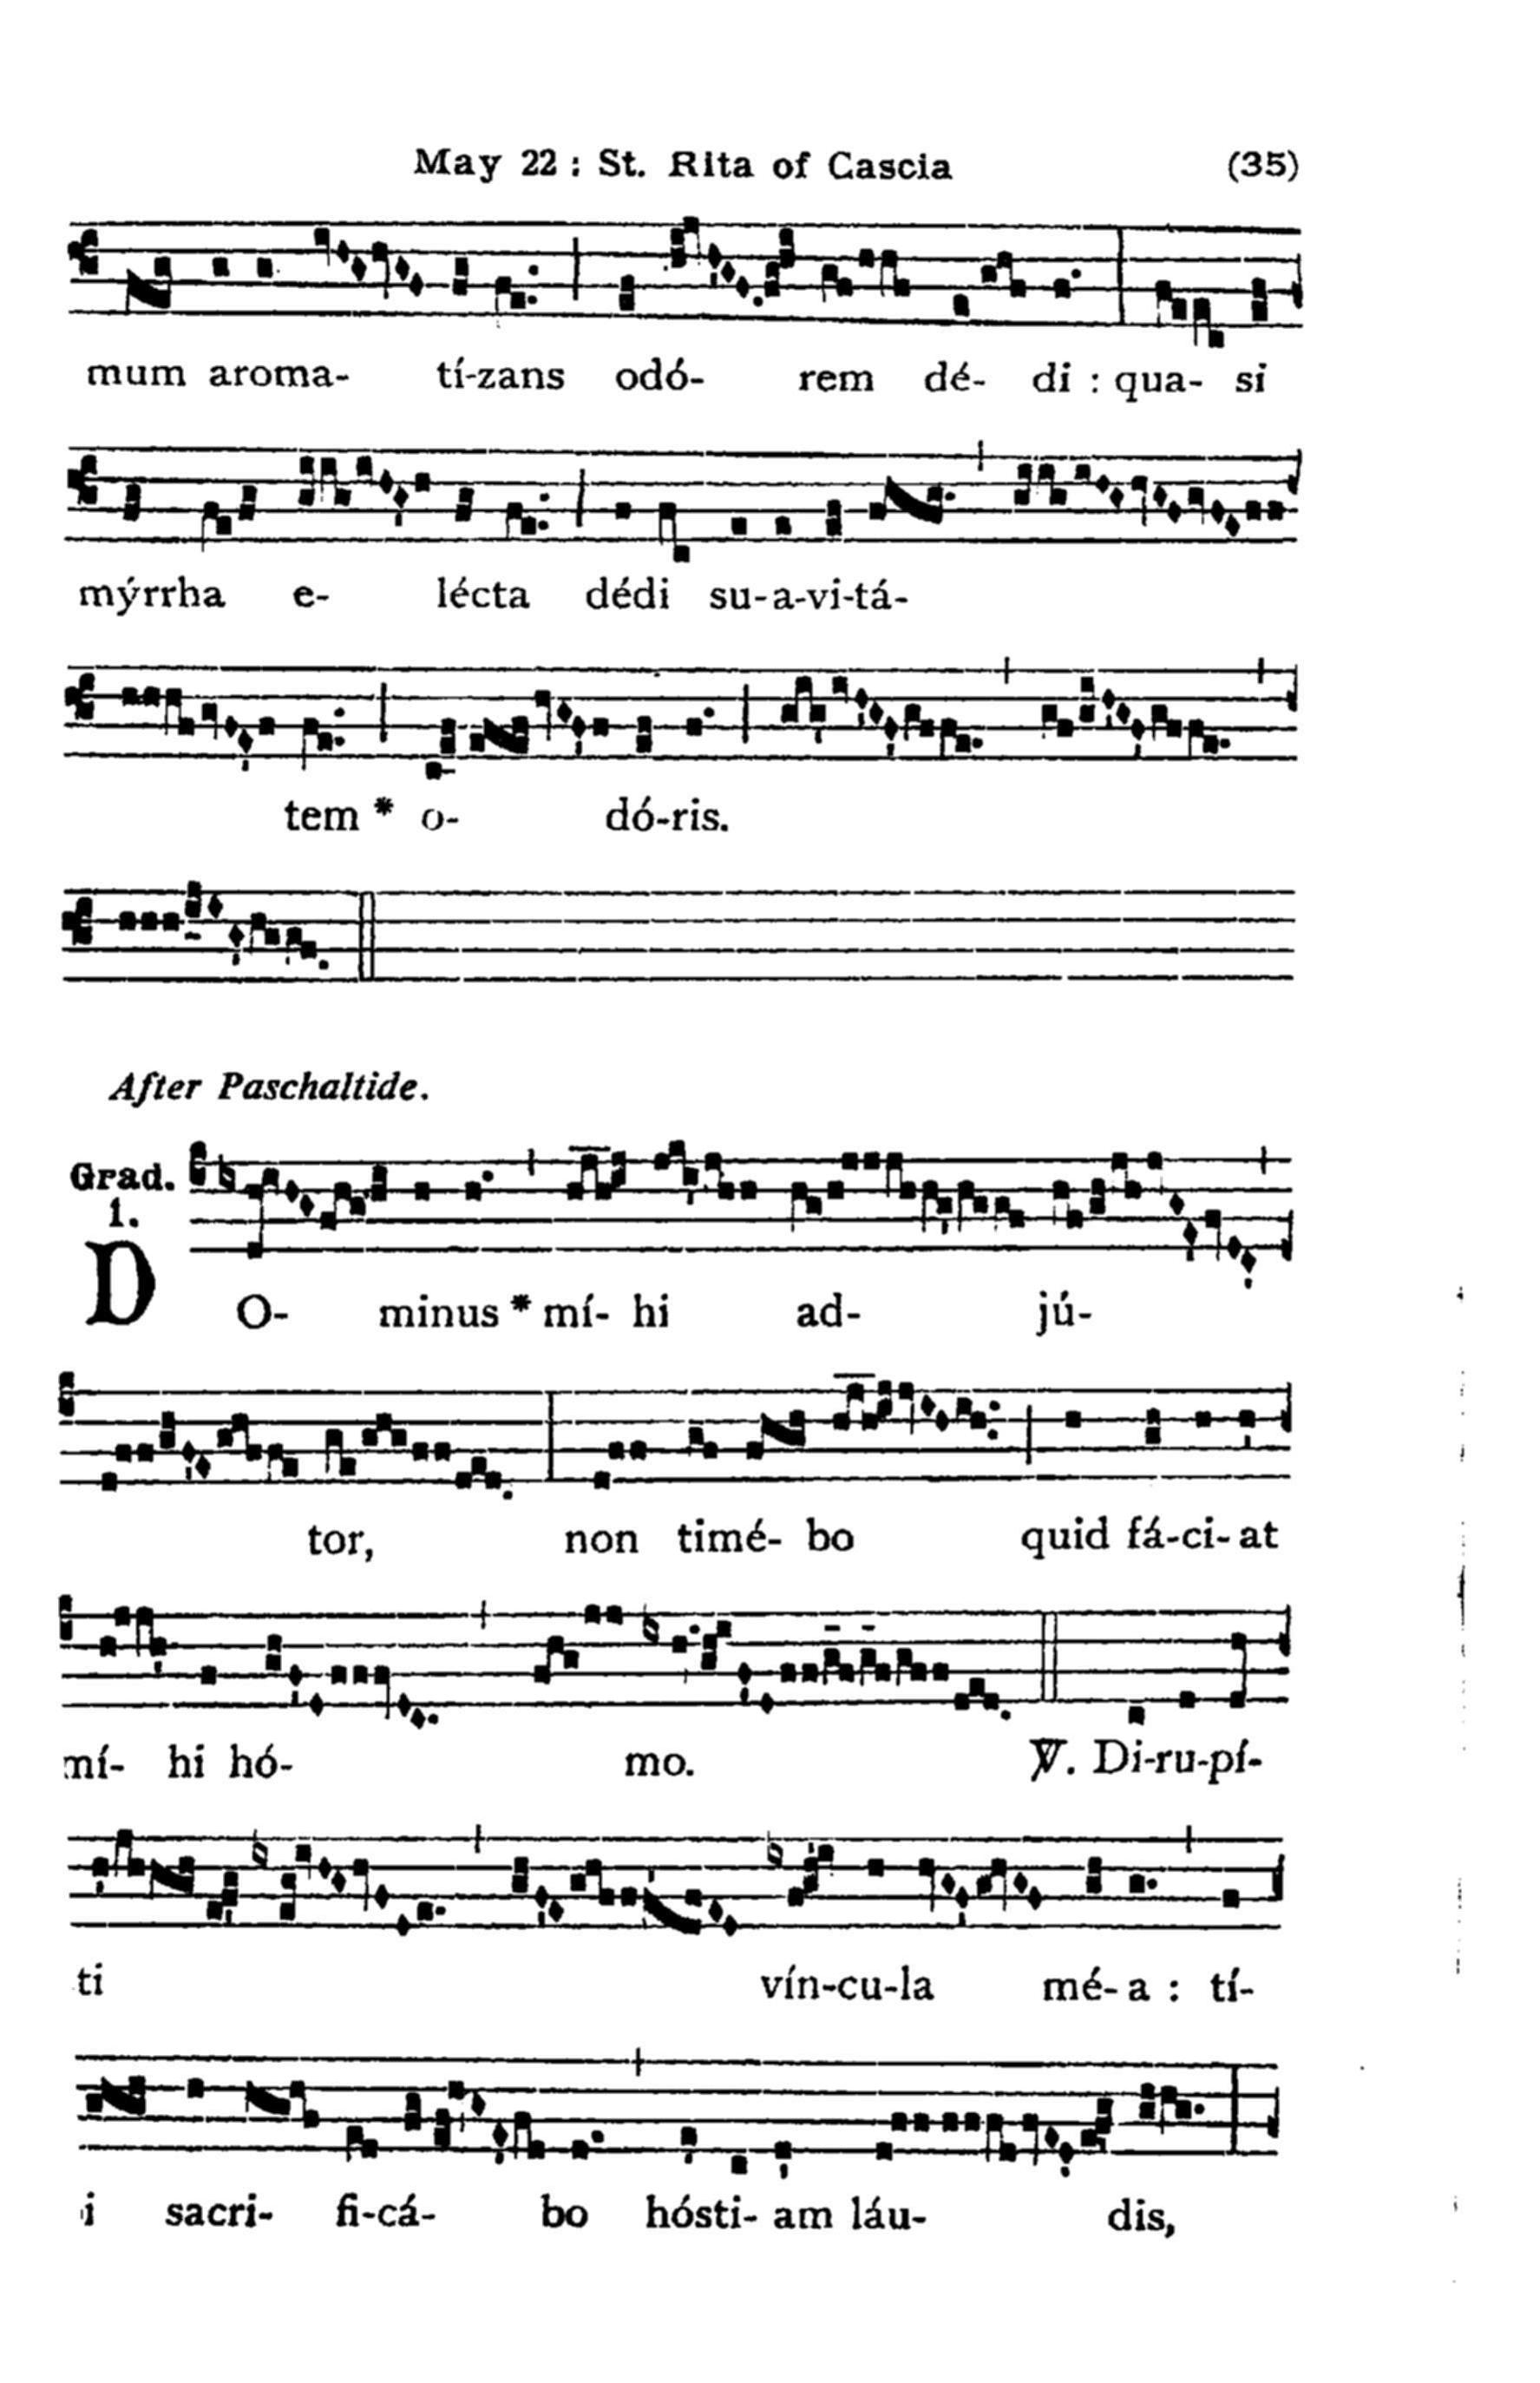 May 22 : St. Rita of Cascia (35)
mum aroma- tí-zans odó- rem dé- di : qua- si
mýrrha e- lécta dédi su-a-vi-tá-
tem * o- dó-ris.
After Paschaltide.
Grad.
1.
DO- minus * mí- hi ad- jú-
tor, non timé- bo quid fá-ci-at
mí- hi hó- mo. ℣. Di-ru-pí-
ti vín-cu-la mé-a : tí-
i sacri- fi-cá- bo hósti- am láu- dis,